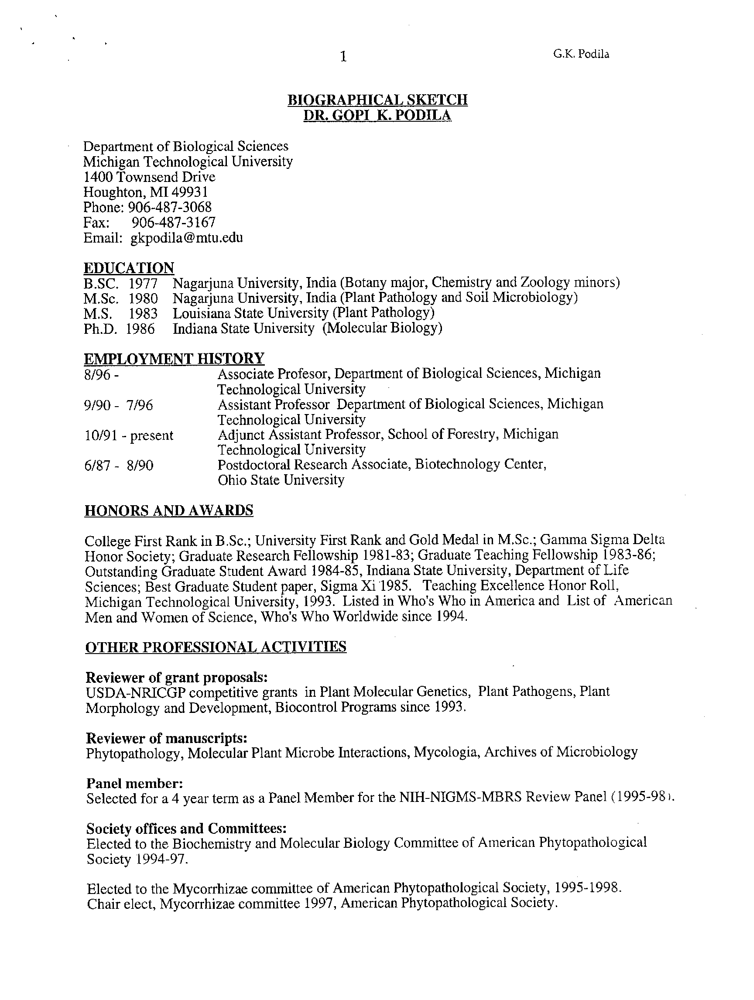 1
G.K. Podila
BIOGRAPHICAL SKETCH
DR. GOPI K. PODILA
Department of Biological Sciences
Michigan Technological University
1400 Townsend Drive
Houghton, MI 49931
Phone: 906-487-3068
Fax: 906-487-3167
Email: gkpodila@mtu.edu
EDUCATION
B.SC. 1977 Nagarjuna University, India (Botany major, Chemistry and Zoology minors)
M.Sc. 1980 Nagarjuna University, India (Plant Pathology and Soil Microbiology)
M.S. 1983 Louisiana State University (Plant Pathology)
Ph.D. 1986 Indiana State University (Molecular Biology)
EMPLOYMENT HISTORY
8/96 - Associate Profesor, Department of Biological Sciences, Michigan
Technological University
9/90 - 7/96 Assistant Professor Department of Biological Sciences, Michigan
Technological University
10/91 - present Adjunct Assistant Professor, School of Forestry, Michigan
Technological University
6/87 - 8/90 Postdoctoral Research Associate, Biotechnology Center,
Ohio State University
HONORS AND AWARDS
College First Rank in B.Sc.; University First Rank and Gold Medal in M.Sc.; Gamma Sigma Delta
Honor Society; Graduate Research Fellowship 1981-83; Graduate Teaching Fellowship 1983-86;
Outstanding Graduate Student Award 1984-85, Indiana State University, Department of Life
Sciences; Best Graduate Student paper, Sigma Xi 1985. Teaching Excellence Honor Roll,
Michigan Technological University, 1993. Listed in Who's Who in America and List of American
Men and Women of Science, Who's Who Worldwide since 1994.
OTHER PROFESSIONAL ACTIVITIES
Reviewer of grant proposals:
USDA-NRICGP competitive grants in Plant Molecular Genetics, Plant Pathogens, Plant
Morphology and Development, Biocontrol Programs since 1993.
Reviewer of manuscripts:
Phytopathology, Molecular Plant Microbe Interactions, Mycologia, Archives of Microbiology
Panel member:
Selected for a 4 year term as a Panel Member for the NIH-NIGMS-MBRS Review Panel (1995-98).
Society offices and Committees:
Elected to the Biochemistry and Molecular Biology Committee of American Phytopathological
Society 1994-97.
Elected to the Mycorrhizae committee of American Phytopathological Society, 1995-1998.
Chair elect, Mycorrhizae committee 1997, American Phytopathological Society.